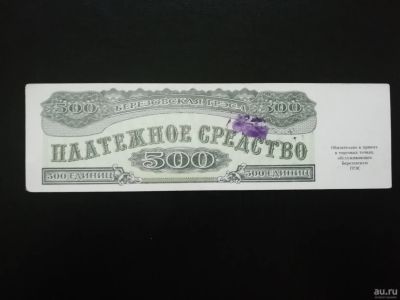 БЕРЕЗОВСКАЯ ГРЭС
500 500
ПЛАТЕЖНОЕ СРЕДСТВО
500
500 ЕДИНИЦ 500 ЕДИНИЦ
Обязательно к приему
в торговых точках,
обслуживающих
Березовскую
ГРЭС
au.ru